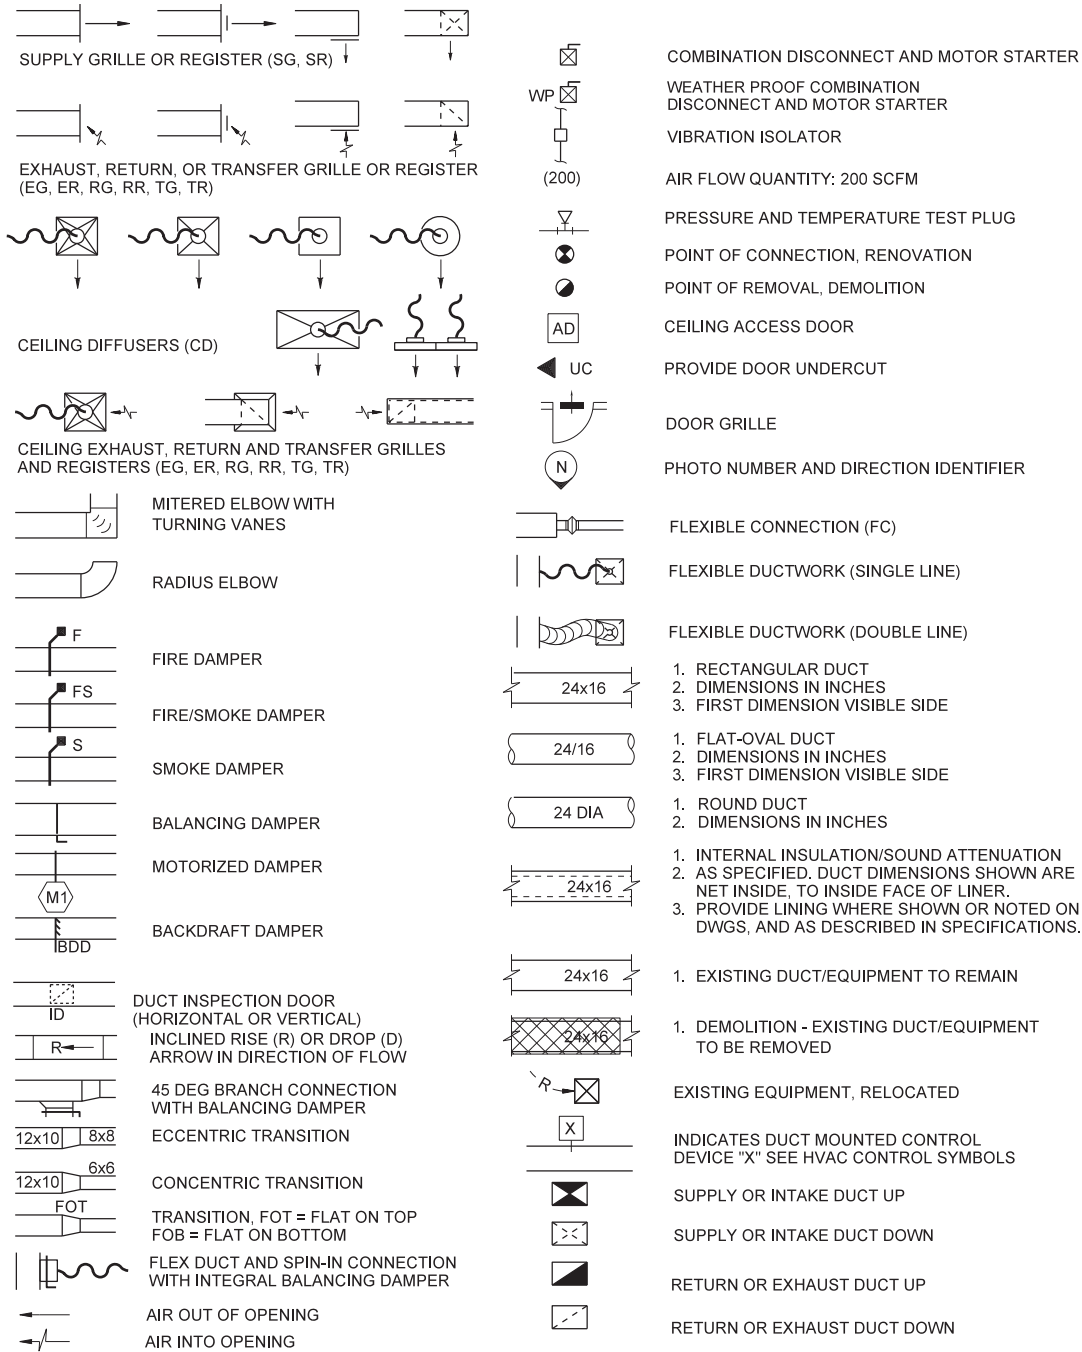 SUPPLY GRILLE OR REGISTER (SG, SR)
EXHAUST, RETURN, OR TRANSFER GRILLE OR REGISTER
(EG, ER, RG, RR, TG, TR)
CEILING DIFFUSERS (CD)
CEILING EXHAUST, RETURN AND TRANSFER GRILLES
AND REGISTERS (EG, ER, RG, RR, TG, TR)
MITERED ELBOW WITH
TURNING VANES
RADIUS ELBOW
F
FIRE DAMPER
FS
FIRE/SMOKE DAMPER
S
SMOKE DAMPER
BALANCING DAMPER
MOTORIZED DAMPER
M1
BACKDRAFT DAMPER
BDD
DUCT INSPECTION DOOR
(HORIZONTAL OR VERTICAL)
ID
R
INCLINED RISE (R) OR DROP (D)
ARROW IN DIRECTION OF FLOW
45 DEG BRANCH CONNECTION
WITH BALANCING DAMPER
12x10 8x8
ECCENTRIC TRANSITION
6x6
12x10
CONCENTRIC TRANSITION
FOT
TRANSITION, FOT = FLAT ON TOP
FOB = FLAT ON BOTTOM
FLEX DUCT AND SPIN-IN CONNECTION
WITH INTEGRAL BALANCING DAMPER
AIR OUT OF OPENING
AIR INTO OPENING
COMBINATION DISCONNECT AND MOTOR STARTER
WP
WEATHER PROOF COMBINATION
DISCONNECT AND MOTOR STARTER
VIBRATION ISOLATOR
(200)
AIR FLOW QUANTITY: 200 SCFM
PRESSURE AND TEMPERATURE TEST PLUG
POINT OF CONNECTION, RENOVATION
POINT OF REMOVAL, DEMOLITION
AD
CEILING ACCESS DOOR
UC
PROVIDE DOOR UNDERCUT
DOOR GRILLE
N
PHOTO NUMBER AND DIRECTION IDENTIFIER
FLEXIBLE CONNECTION (FC)
FLEXIBLE DUCTWORK (SINGLE LINE)
FLEXIBLE DUCTWORK (DOUBLE LINE)
24x16
1. RECTANGULAR DUCT
2. DIMENSIONS IN INCHES
3. FIRST DIMENSION VISIBLE SIDE
24/16
1. FLAT-OVAL DUCT
2. DIMENSIONS IN INCHES
3. FIRST DIMENSION VISIBLE SIDE
24 DIA
1. ROUND DUCT
2. DIMENSIONS IN INCHES
24x16
1. INTERNAL INSULATION/SOUND ATTENUATION
2. AS SPECIFIED. DUCT DIMENSIONS SHOWN ARE
NET INSIDE, TO INSIDE FACE OF LINER.
3. PROVIDE LINING WHERE SHOWN OR NOTED ON
DWGS, AND AS DESCRIBED IN SPECIFICATIONS.
24x16
1. EXISTING DUCT/EQUIPMENT TO REMAIN
24x16
1. DEMOLITION - EXISTING DUCT/EQUIPMENT
TO BE REMOVED
R
EXISTING EQUIPMENT, RELOCATED
X
INDICATES DUCT MOUNTED CONTROL
DEVICE "X" SEE HVAC CONTROL SYMBOLS
SUPPLY OR INTAKE DUCT UP
SUPPLY OR INTAKE DUCT DOWN
RETURN OR EXHAUST DUCT UP
RETURN OR EXHAUST DUCT DOWN